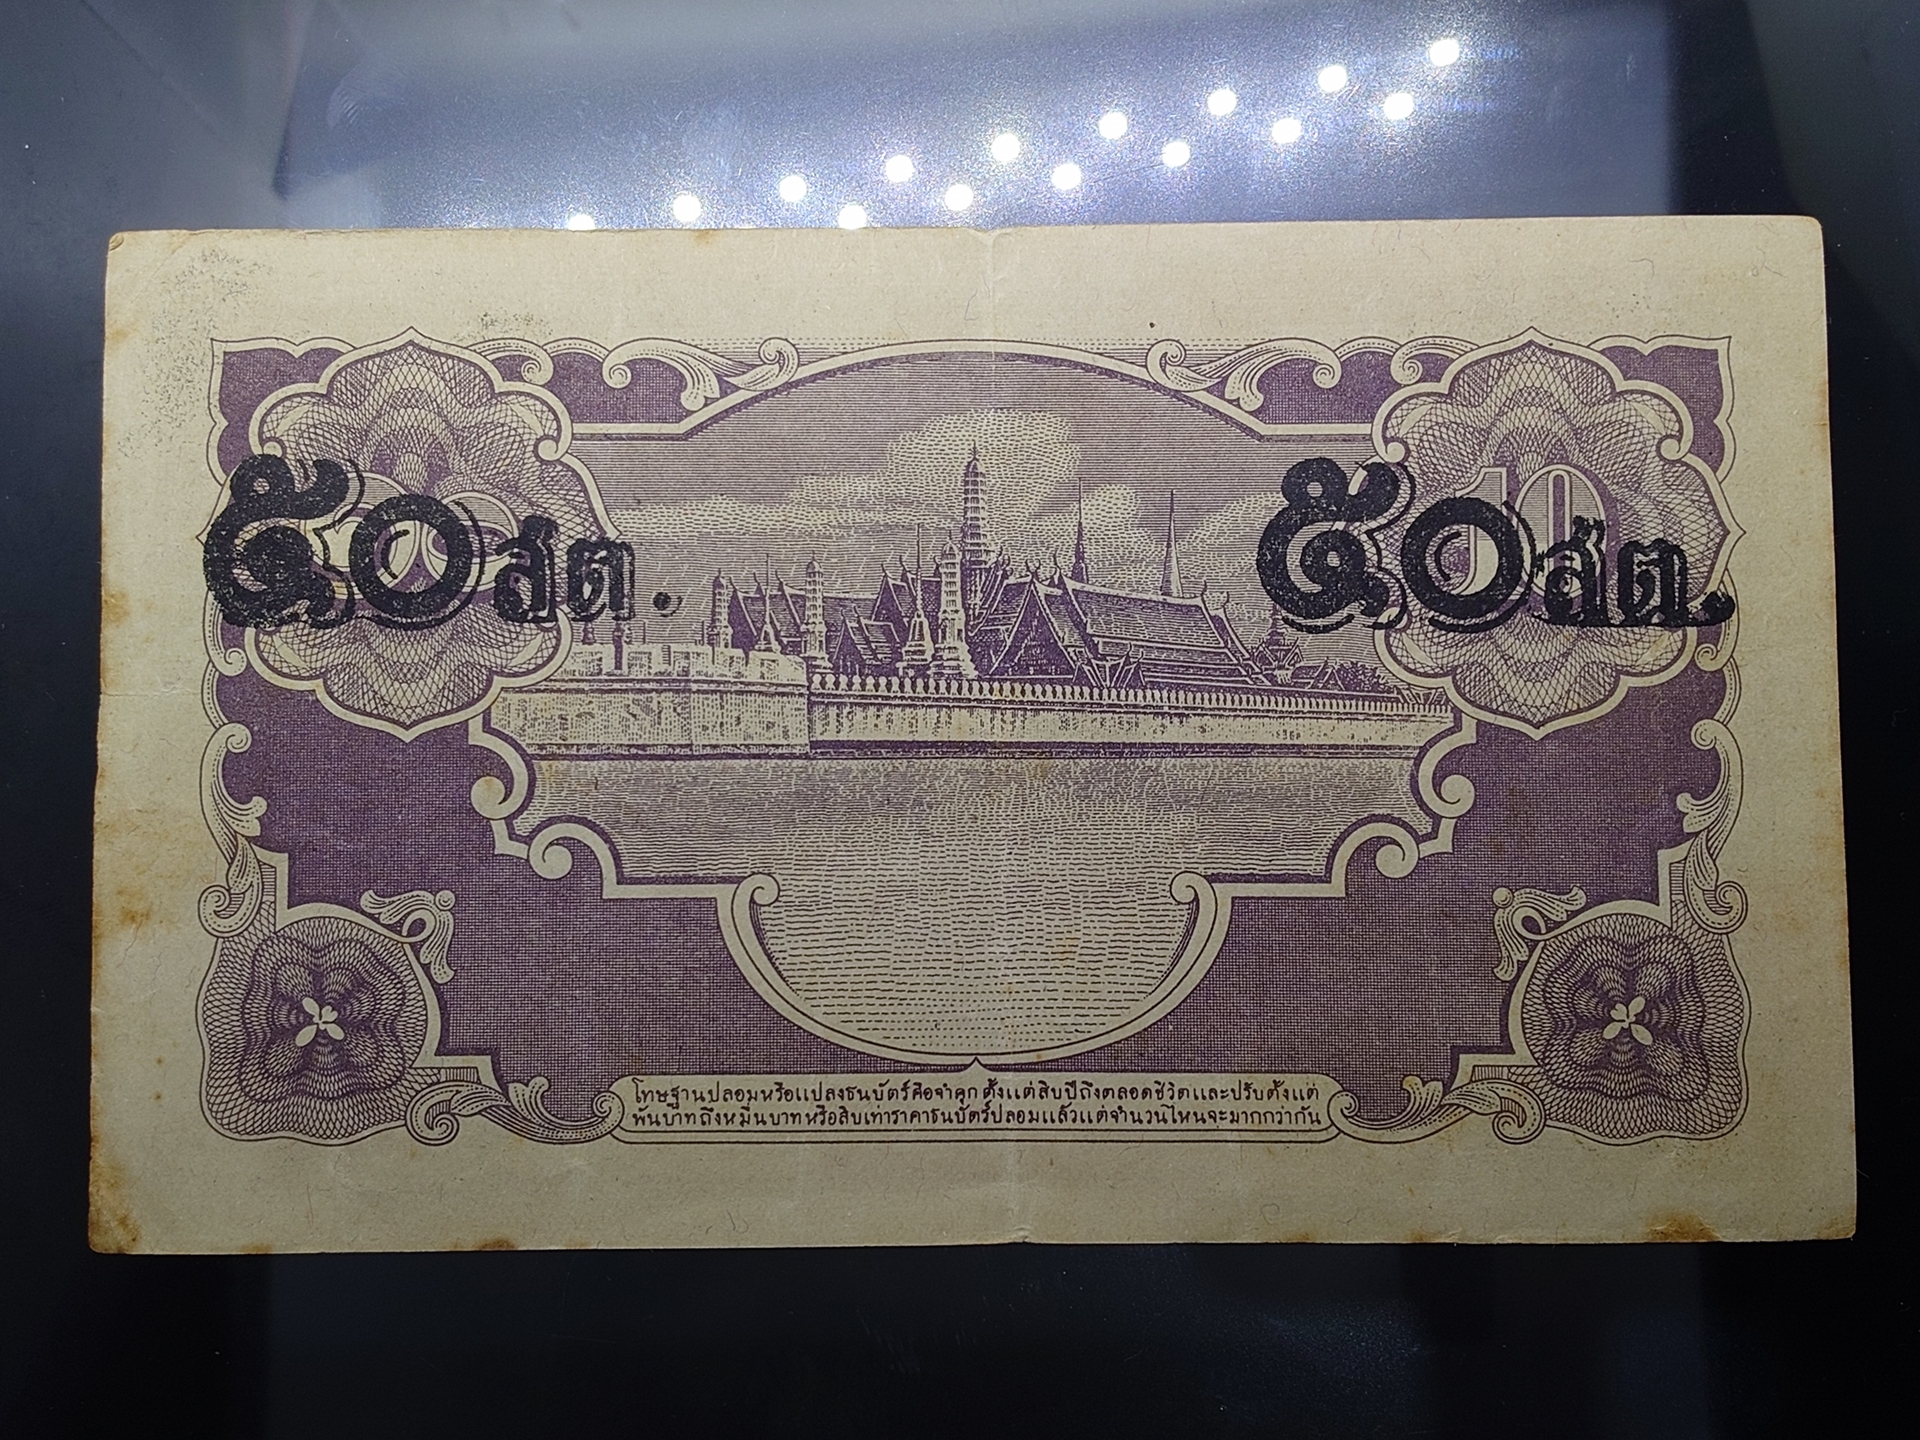 ๕๐สต.
๕๐สต.
10
โทษฐานปลอมหรือแปลงธนบัตร์คือจำคุกตั้งแต่สิบปีถึงตลอดชีวิตและปรับตั้งแต่
พันบาทถึงหมื่นบาทหรือสิบเท่าราคาธนบัตร์ปลอมแล้วแต่จำนวนไหนจะมากกว่ากัน